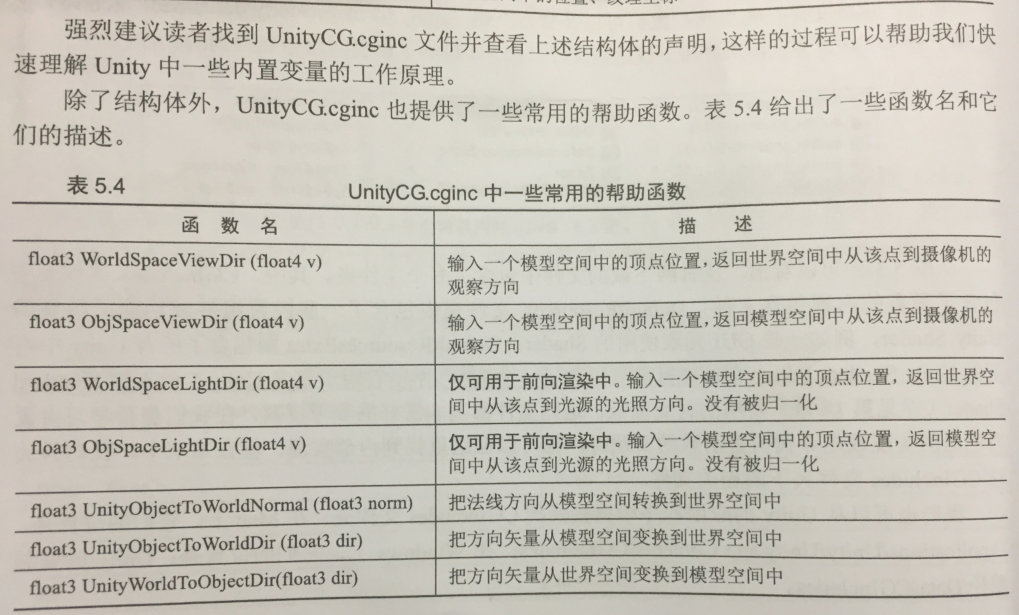 强烈建议读者找到 UnityCG.cginc 文件并查看上述结构体的声明，这样的过程可以帮助我们快
速理解 Unity 中一些内置变量的工作原理。
除了结构体外，UnityCG.cginc 也提供了一些常用的帮助函数。表 5.4 给出了一些函数名和它
们的描述。
表 5.4 UnityCG.cginc 中一些常用的帮助函数
函 数 名 描 述
float3 WorldSpaceViewDir (float4 v) 输入一个模型空间中的顶点位置，返回世界空间中从该点到摄像机的
观察方向
float3 ObjSpaceViewDir (float4 v) 输入一个模型空间中的顶点位置，返回模型空间中从该点到摄像机的
观察方向
float3 WorldSpaceLightDir (float4 v) 仅可用于前向渲染中。输入一个模型空间中的顶点位置，返回世界空
间中从该点到光源的光照方向。没有被归一化
float3 ObjSpaceLightDir (float4 v) 仅可用于前向渲染中。输入一个模型空间中的顶点位置，返回模型空
间中从该点到光源的光照方向。没有被归一化
float3 UnityObjectToWorldNormal (float3 norm) 把法线方向从模型空间转换到世界空间中
float3 UnityObjectToWorldDir (float3 dir) 把方向矢量从模型空间变换到世界空间中
float3 UnityWorldToObjectDir(float3 dir) 把方向矢量从世界空间变换到模型空间中